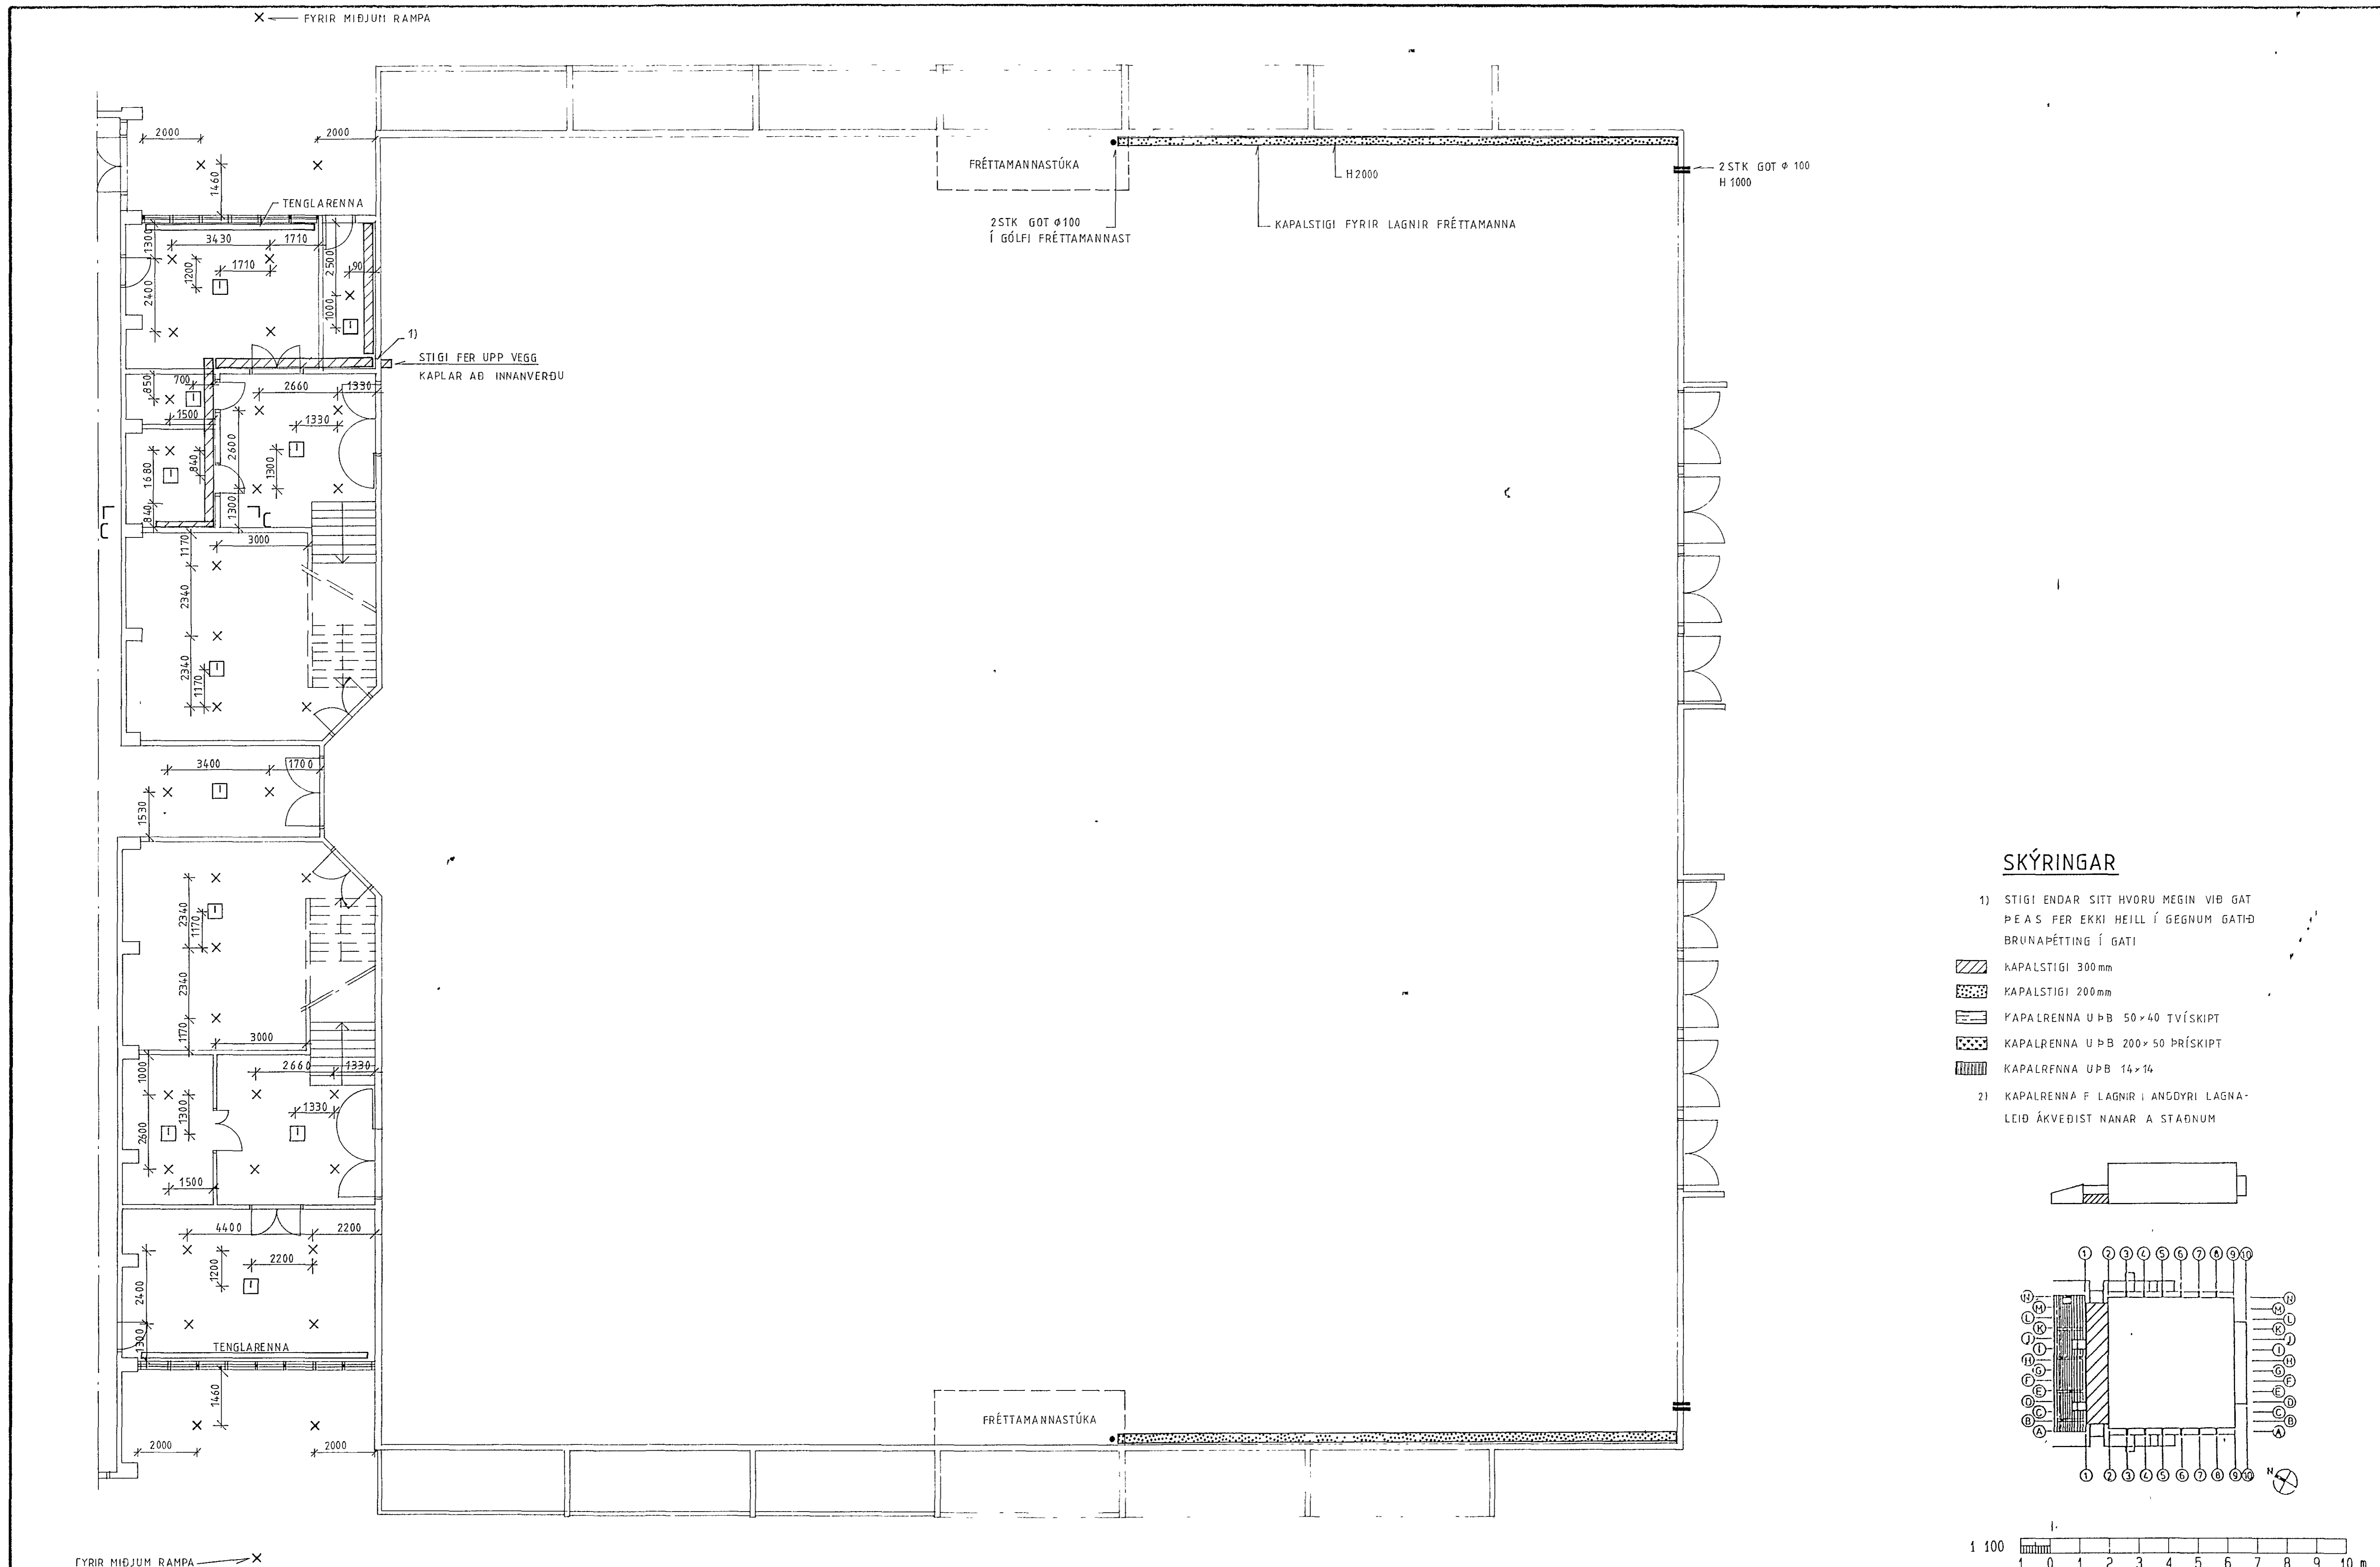 FYRIR MIÐJUM RAMPA
2000
2000
1460
TENGLARENNA
1300
3430
1710
1200
1710
2400
2500
90
1000
1)
STIGI FER UPP VEGG
KAPLAR AÐ INNANVERÐU
FRÉTTAMANNASTÚKA
2STK GOT Φ100
Í GÓLFI FRÉTTAMANNAST
H2000
KAPALSTIGI FYRIR LAGNIR FRÉTTAMANNA
2STK GOT Φ 100
H 1000
850
700
1500
2660
1330
1330
2600
1300
1300
1680
840
840
C
C
3000
1170
2340
2340
1170
3400
1700
1530
2340
1170
2340
1170
3000
1000
1300
2600
1500
2660
1330
1330
4400
2200
2200
1200
2400
1300
TENGLARENNA
1460
2000
2000
FRÉTTAMANNASTÚKA
FYRIR MIÐJUM RAMPA
SKÝRINGAR
1) STIGI ENDAR SITT HVORU MEGIN VIÐ GAT
ÞEAS FER EKKI HEILL Í GEGNUM GATIÐ
BRUNAÞÉTTING Í GATI
KAPALSTIGI 300mm
KAPALSTIGI 200mm
KAPALRENNA UÞB 50×40 TVÍSKIPT
KAPALRENNA UÞB 200×50 ÞRÍSKIPT
KAPALRENNA UÞB 14×14
2) KAPALRENNA F LAGNIR I ANDDYRI LAGNA-
LEIÐ ÁKVEÐIST NANAR A STAÐNUM
1 2 3 4 5 6 7 8 9 10
N M L K J I H G F E D C B A
N M L K J I H G F E D C B A
1 2 3 4 5 6 7 8 9 10
N
1 100
1 0 1 2 3 4 5 6 7 8 9 10 m